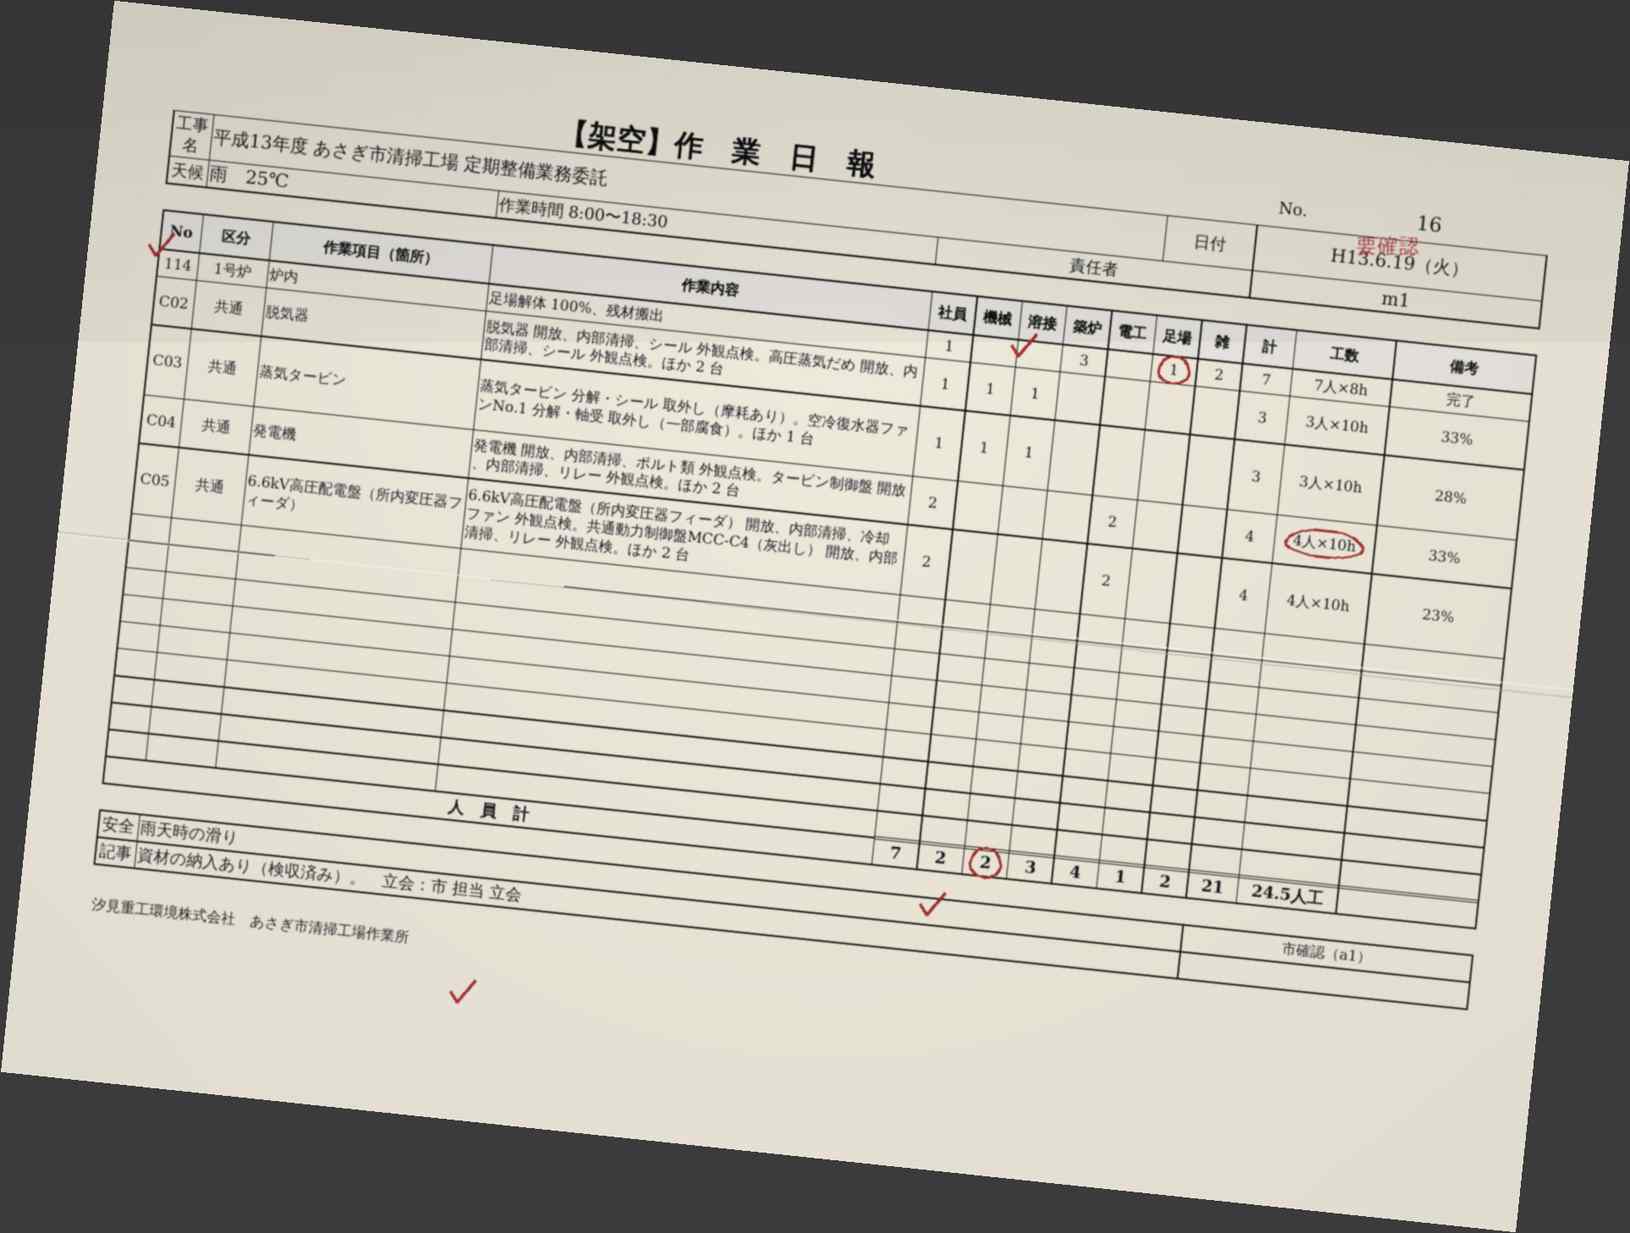 【架空】作 業 日 報
No. 16
工事名 平成13年度 あさぎ市清掃工場 定期整備業務委託 日付 H13.6.19（火）
要確認
天候 雨 25℃ 作業時間 8:00〜18:30 責任者 m1
No 区分 作業項目（箇所） 作業内容 社員 機械 溶接 築炉 電工 足場 雑 計 工数 備考
114 1号炉 炉内 足場解体 100%、残材搬出 1 3 1 2 7 7人×8h 完了
C02 共通 脱気器 脱気器 開放、内部清掃、シール 外観点検。高圧蒸気だめ 開放、内
部清掃、シール 外観点検。ほか 2 台 1 1 1 3 3人×10h 33%
C03 共通 蒸気タービン 蒸気タービン 分解・シール 取外し（摩耗あり）。空冷復水器ファ
ンNo.1 分解・軸受 取外し（一部腐食）。ほか 1 台 1 1 1 3 3人×10h 28%
C04 共通 発電機 発電機 開放、内部清掃、ボルト類 外観点検。タービン制御盤 開放
、内部清掃、リレー 外観点検。ほか 2 台 2 2 4 4人×10h 33%
C05 共通 6.6kV高圧配電盤（所内変圧器フ
ィーダ） 6.6kV高圧配電盤（所内変圧器フィーダ） 開放、内部清掃、冷却
ファン 外観点検。共通動力制御盤MCC-C4（灰出し） 開放、内部
清掃、リレー 外観点検。ほか 2 台 2 2 4 4人×10h 23%
人 員 計 7 2 2 3 4 1 2 21 24.5人工
安全 雨天時の滑り 市確認（a1）
記事 資材の納入あり（検収済み）。 立会：市 担当 立会
汐見重工環境株式会社 あさぎ市清掃工場作業所